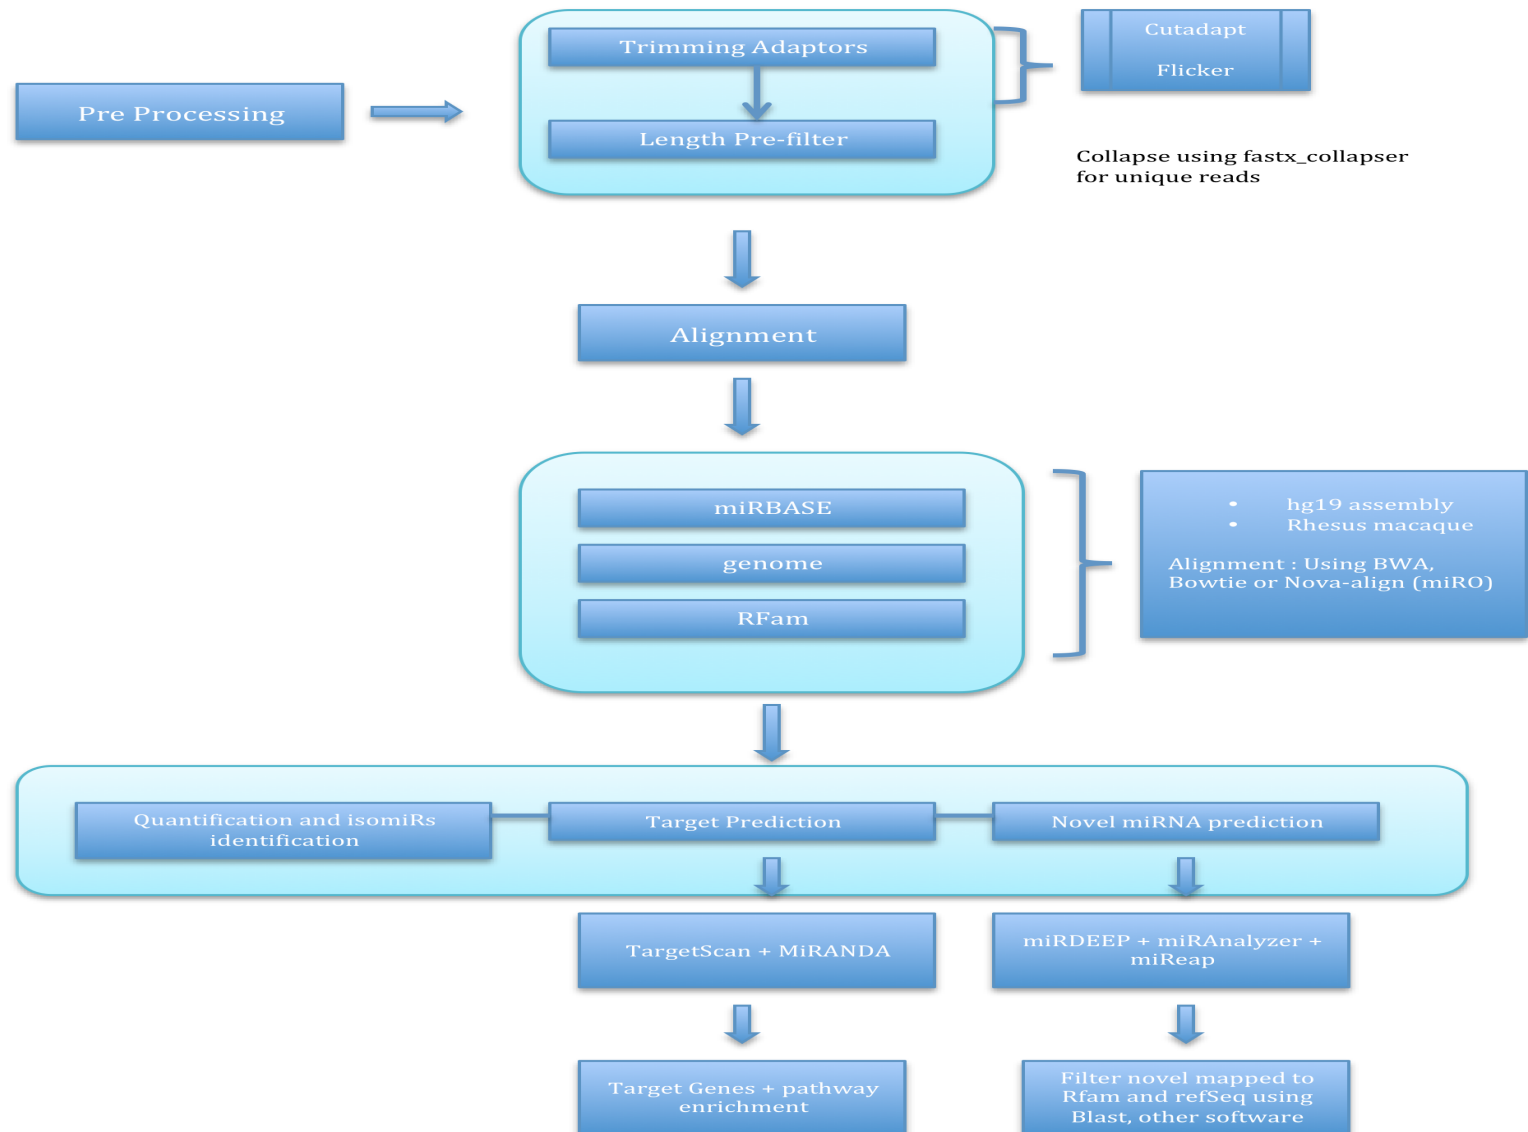 Trimming Adaptors
Cutadapt
Flicker
Pre Processing
Length Pre-filter
Collapse using fastx_collapser
for unique reads
Alignment
miRBASE
genome
RFam
• hg19 assembly
• Rhesus macaque
Alignment : Using BWA,
Bowtie or Nova-align (miRO)
Quantification and isomiRs
identification
Target Prediction
Novel miRNA prediction
TargetScan + MiRANDA
miRDEEP + miRAnalyzer +
miReap
Target Genes + pathway
enrichment
Filter novel mapped to
Rfam and refSeq using
Blast, other software